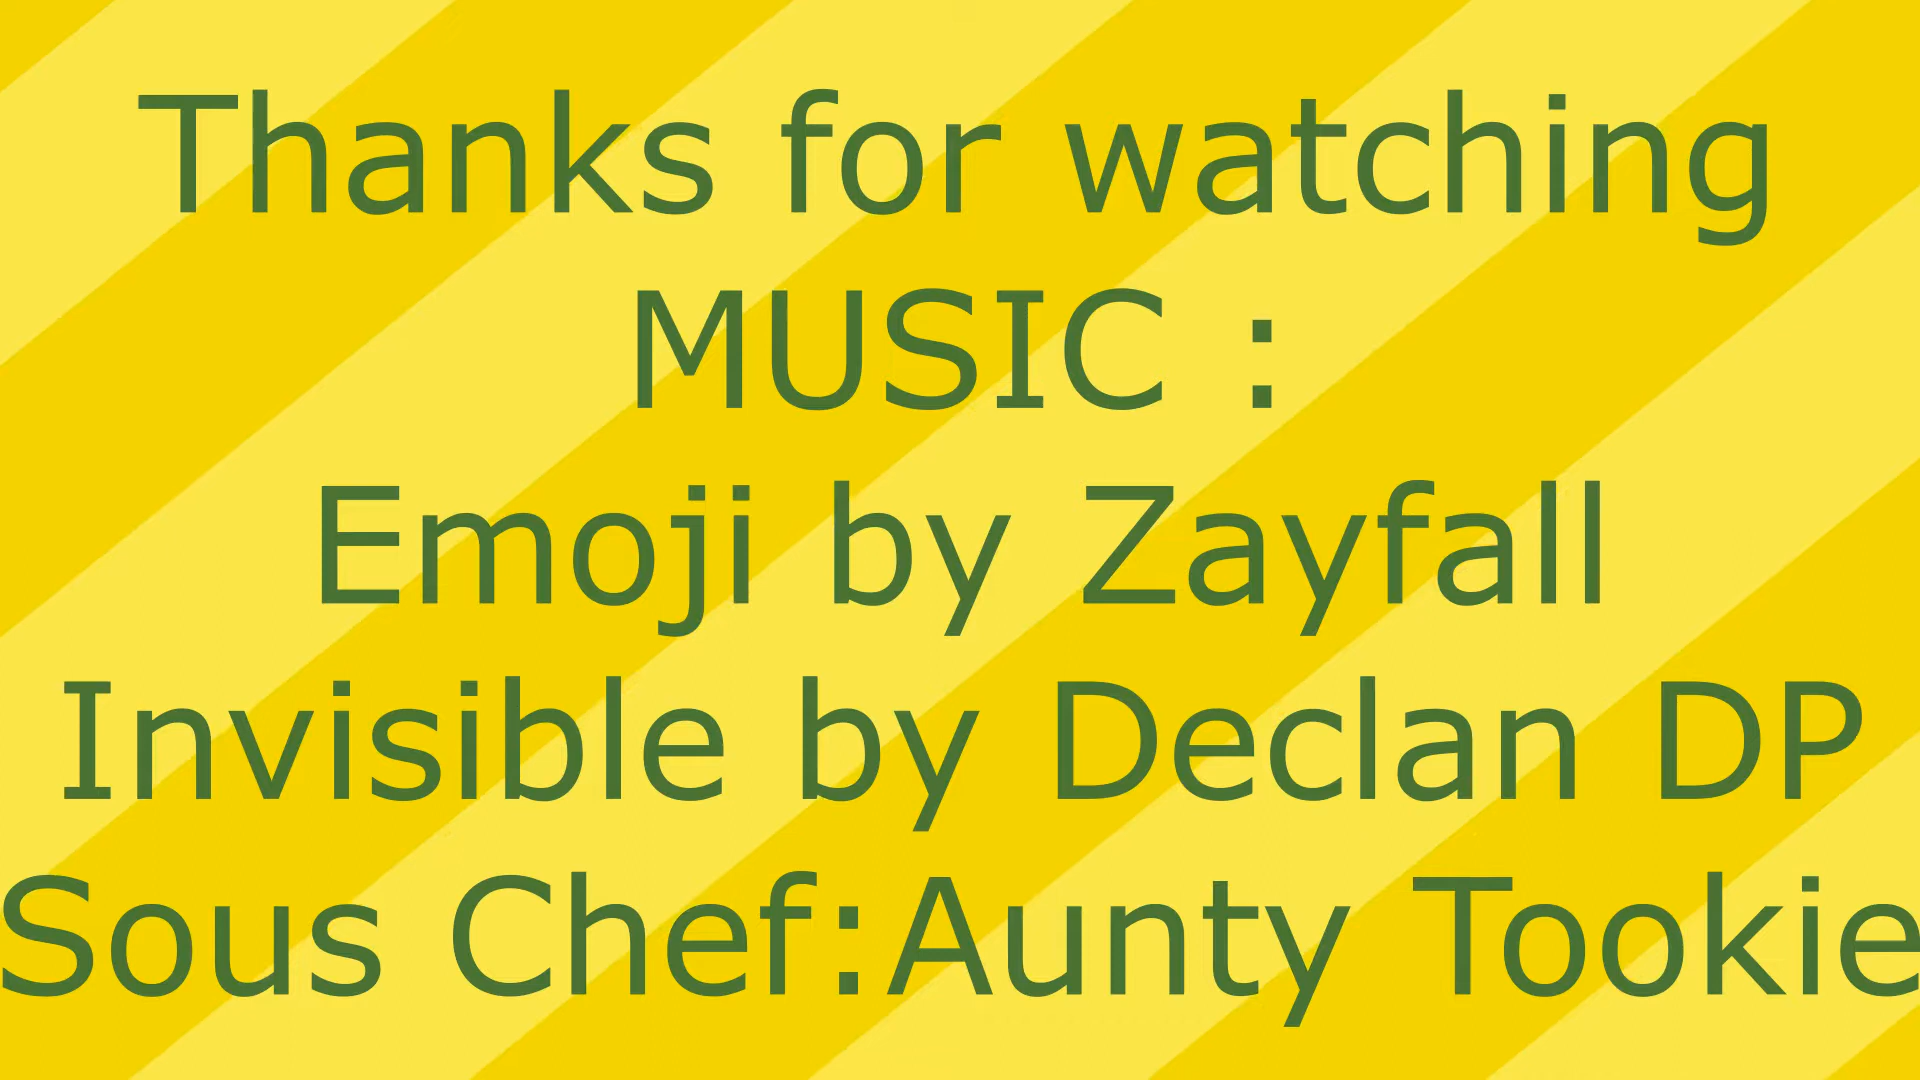 Thanks for watching
MUSIC :
Emoji by Zayfall
Invisible by Declan DP
Sous Chef:Aunty Tookie